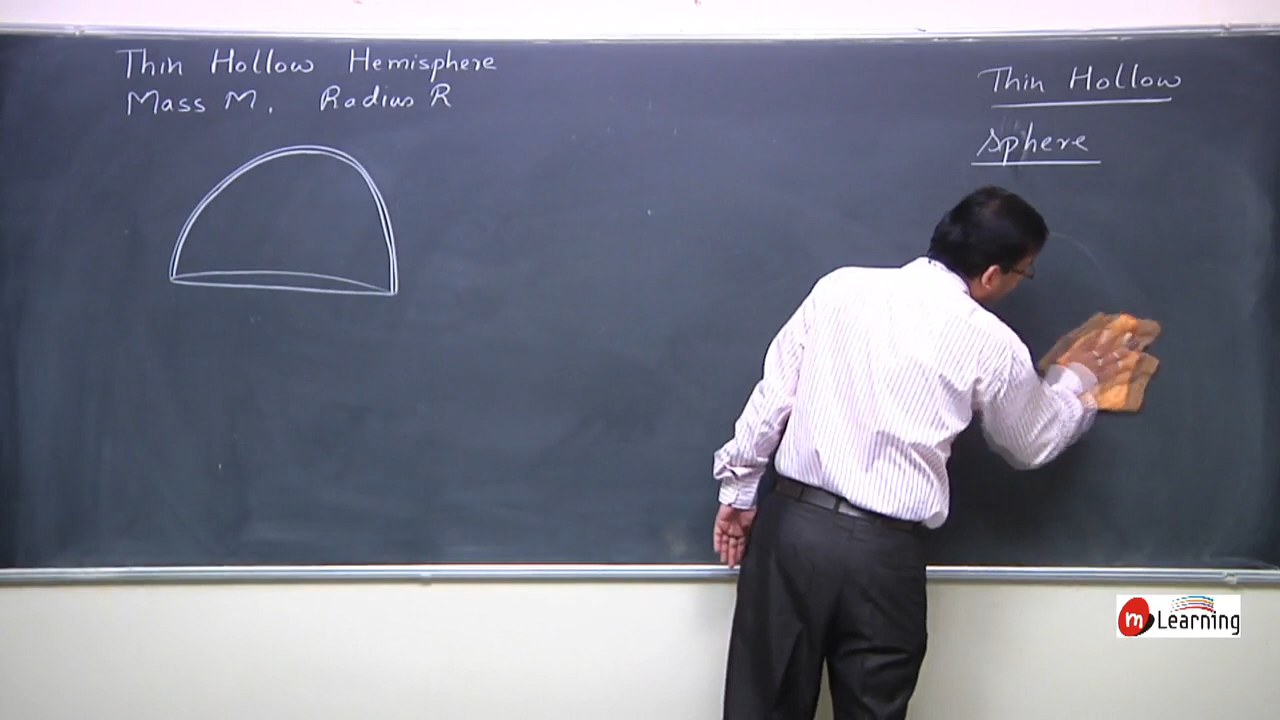 Thin Hollow Hemisphere
Mass M, Radius R
Thin Hollow
sphere
m Learning